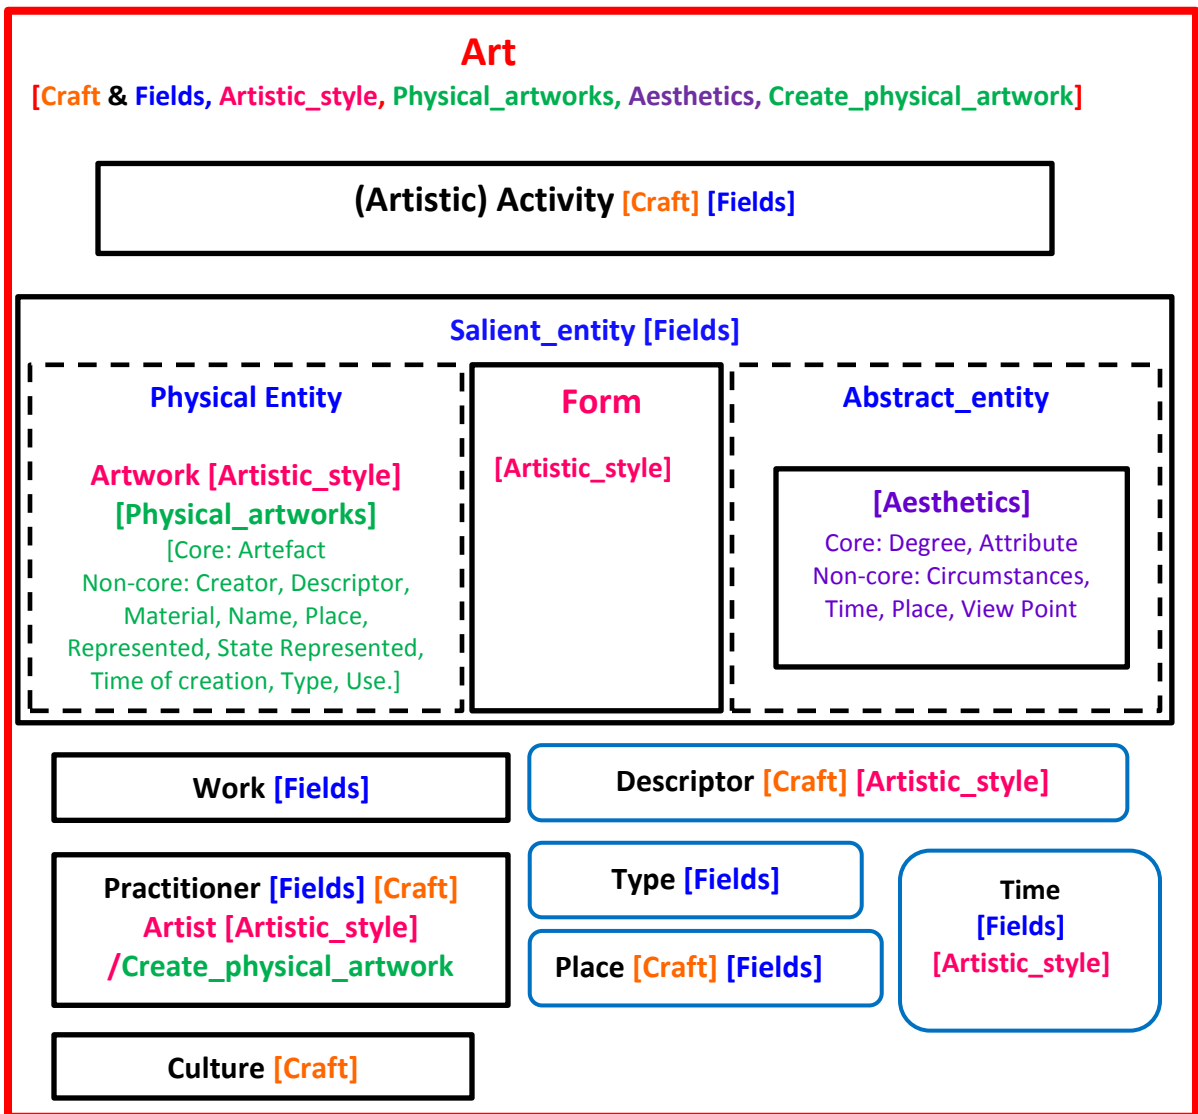 Art
[Craft & Fields, Artistic_style, Physical_artworks, Aesthetics, Create_physical_artwork]
(Artistic) Activity [Craft] [Fields]
Salient_entity [Fields]
Physical Entity
Artwork [Artistic_style]
[Physical_artworks]
[Core: Artefact
Non-core: Creator, Descriptor,
Material, Name, Place,
Represented, State Represented,
Time of creation, Type, Use.]
Form
[Artistic_style]
Abstract_entity
[Aesthetics]
Core: Degree, Attribute
Non-core: Circumstances,
Time, Place, View Point
Work [Fields]
Descriptor [Craft] [Artistic_style]
Practitioner [Fields] [Craft]
Artist [Artistic_style]
/Create_physical_artwork
Type [Fields]
Place [Craft] [Fields]
Time
[Fields]
[Artistic_style]
Culture [Craft]